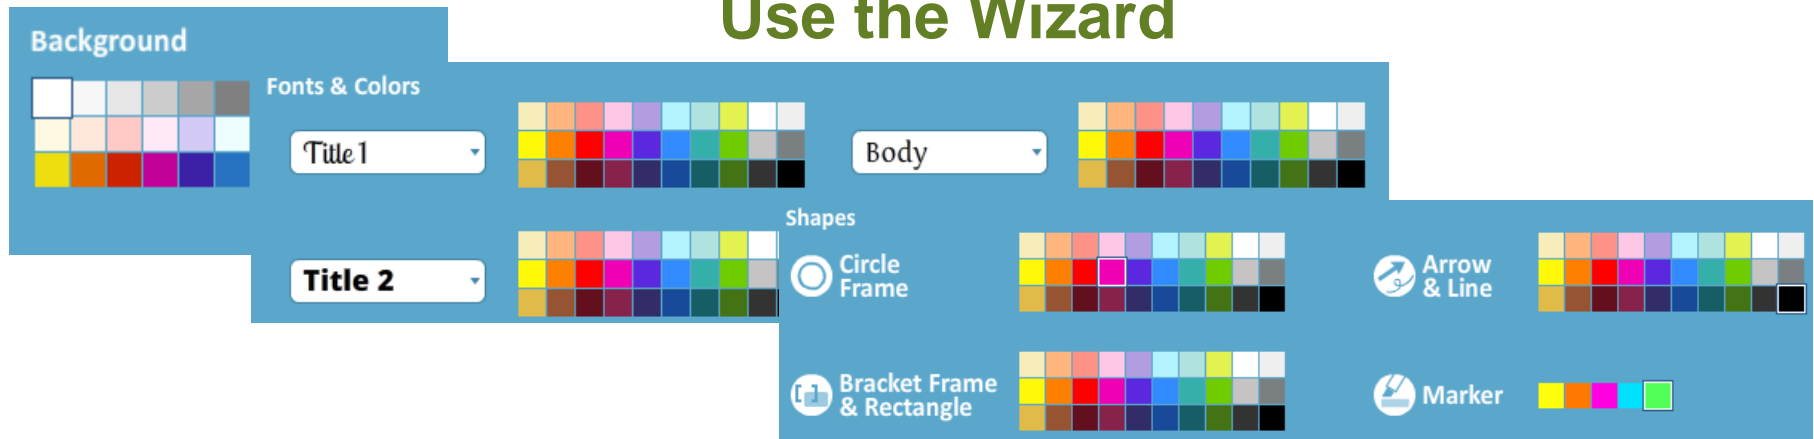 Use the Wizard
Background
Fonts & Colors
Title 1
Body
Title 2
Shapes
Circle
Frame
Arrow
& Line
Bracket Frame
& Rectangle
Marker